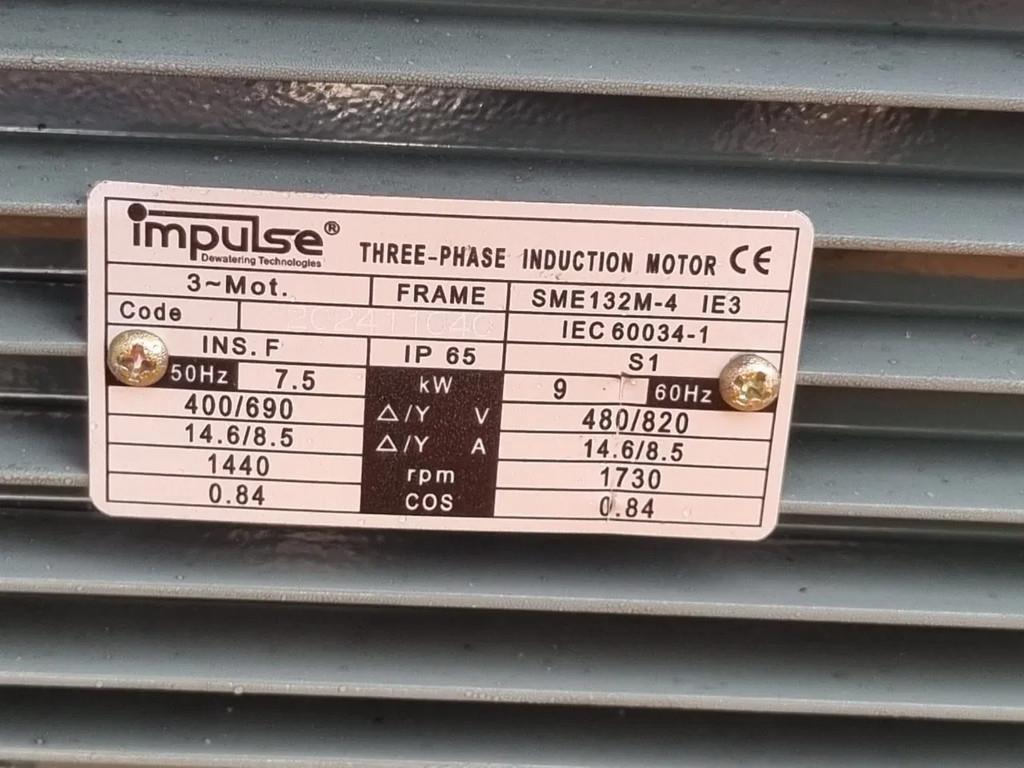 impulse®
Dewatering Technologies
THREE-PHASE INDUCTION MOTOR CE
3~Mot. FRAME SME132M-4 IE3
Code IEC 60034-1
INS. F IP 65 S1
50Hz 7.5 kW 9 60Hz
400/690 △/Y V 480/820
14.6/8.5 △/Y A 14.6/8.5
1440 rpm 1730
0.84 COS 0.84